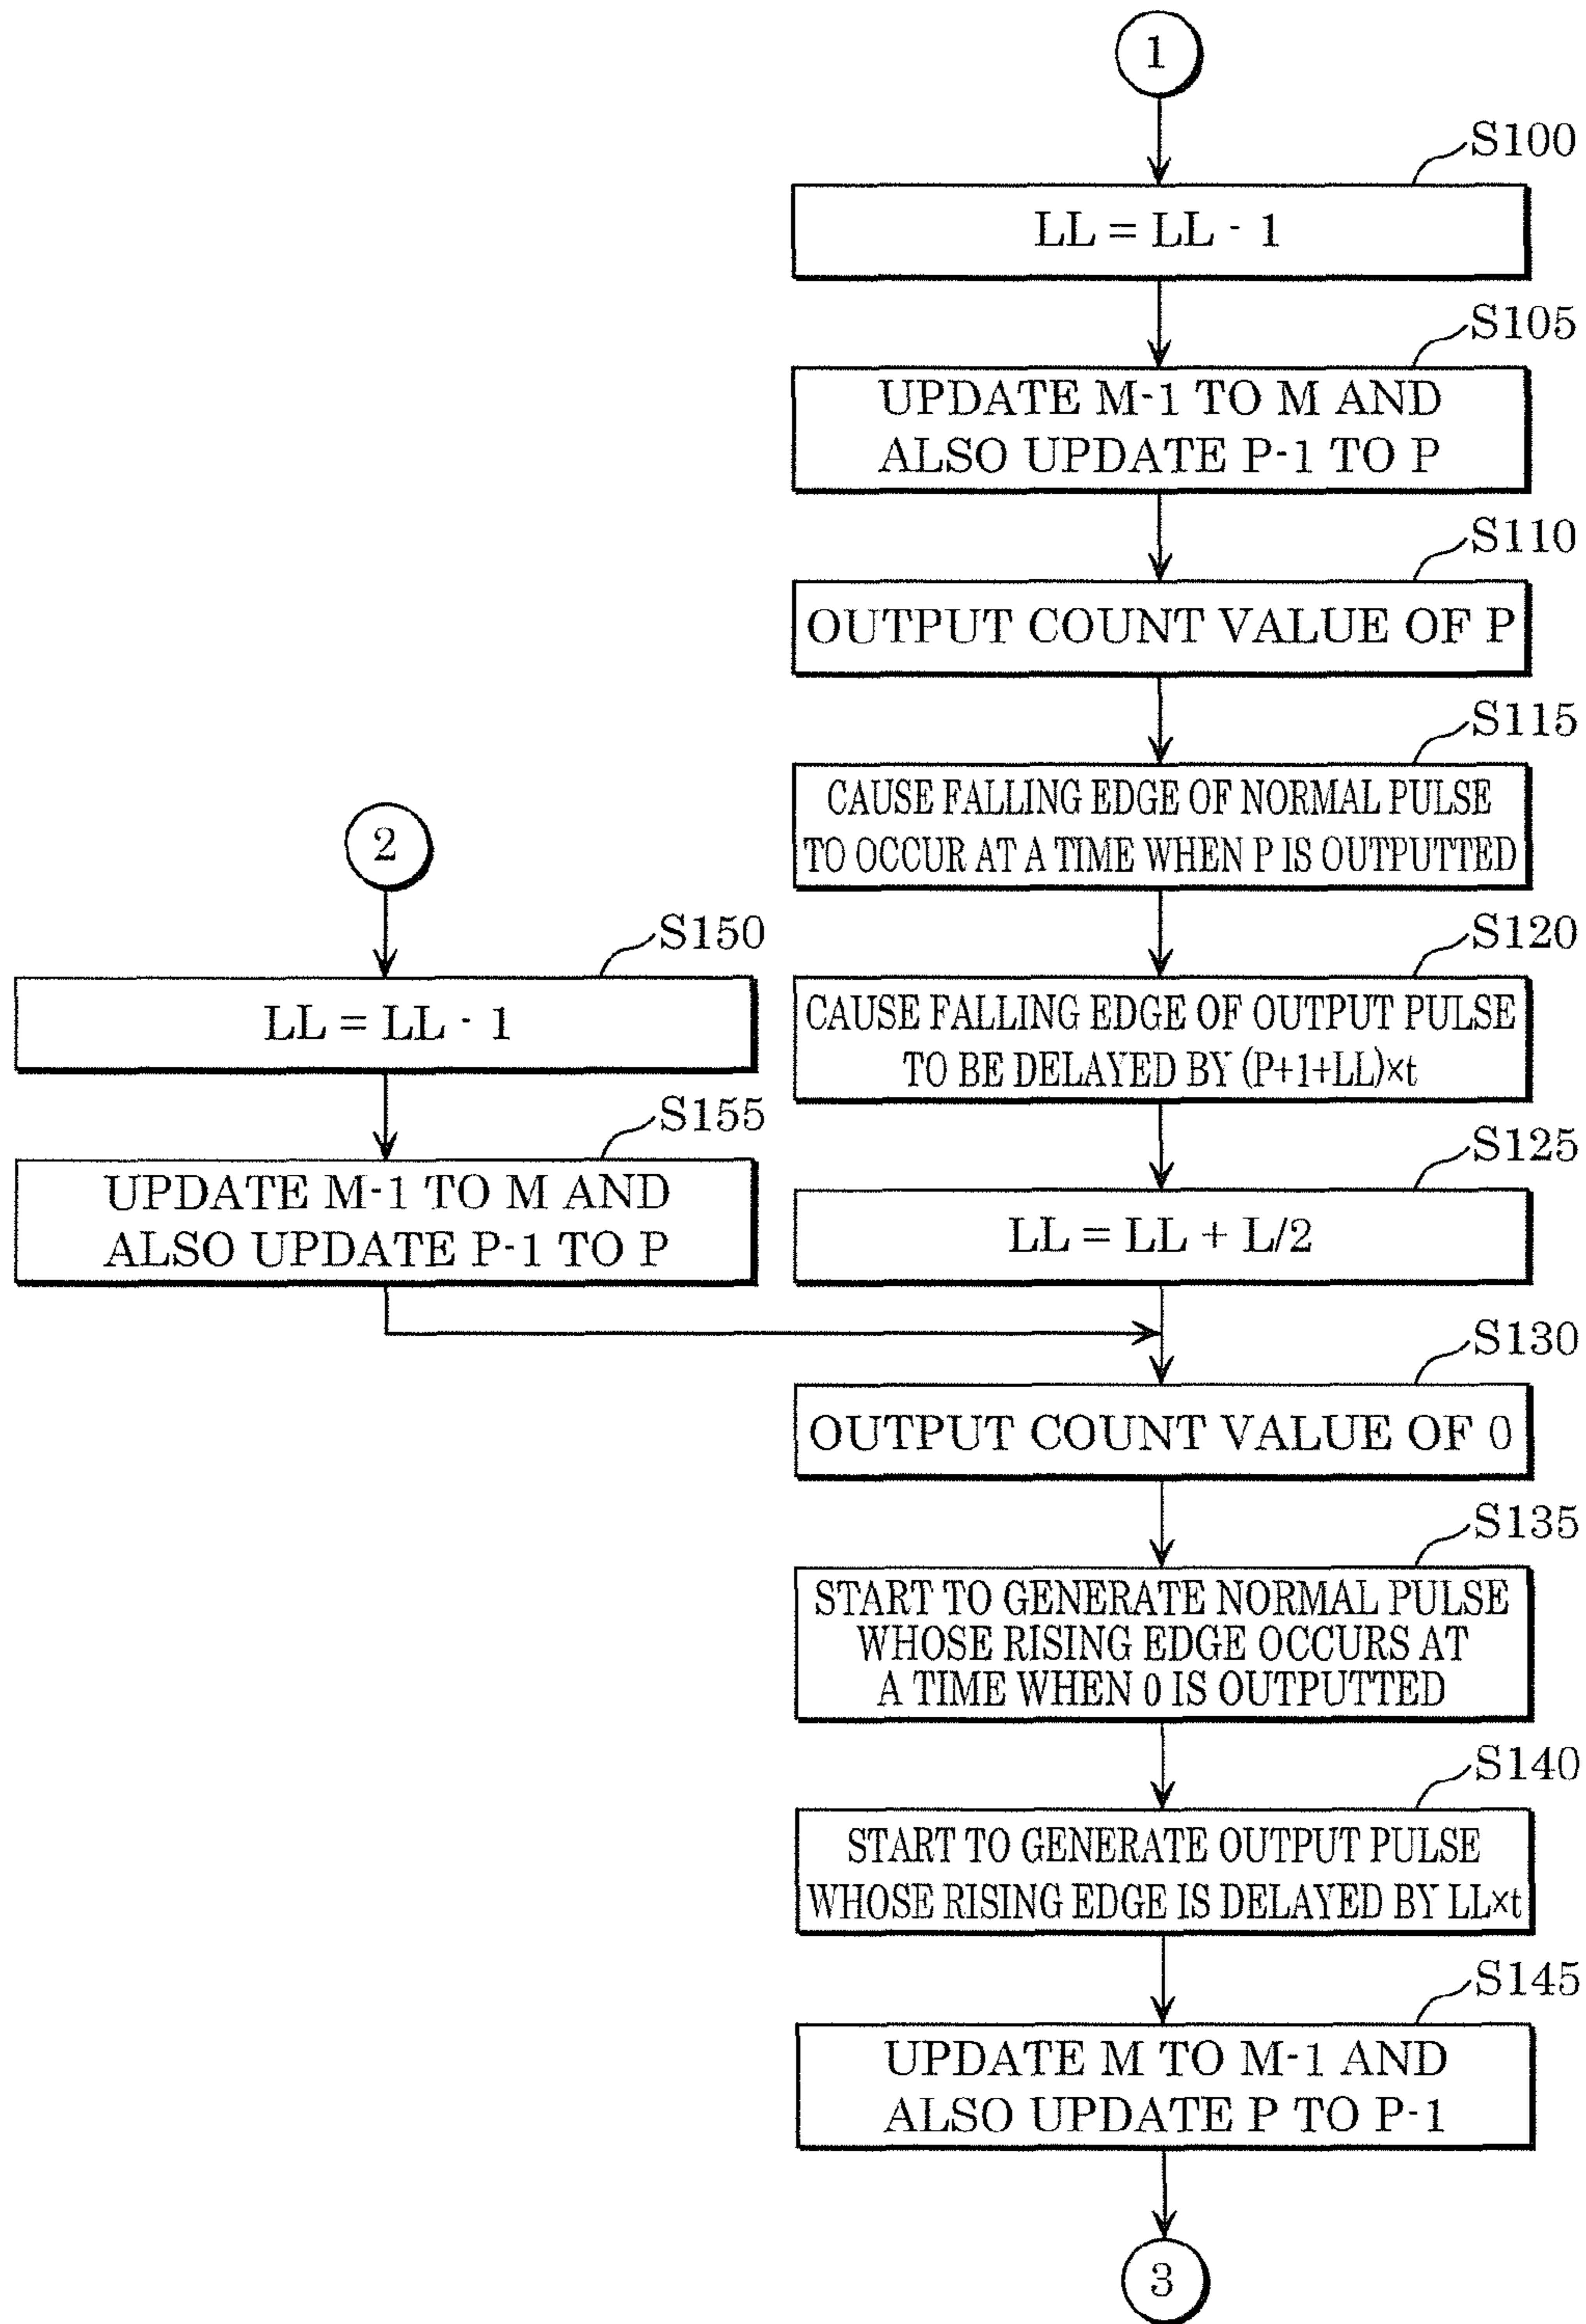 1
S100
LL = LL - 1
S105
UPDATE M-1 TO M AND
ALSO UPDATE P-1 TO P
S110
OUTPUT COUNT VALUE OF P
S115
CAUSE FALLING EDGE OF NORMAL PULSE
TO OCCUR AT A TIME WHEN P IS OUTPUTTED
S120
CAUSE FALLING EDGE OF OUTPUT PULSE
TO BE DELAYED BY (P+1+LL)×t
S125
LL = LL + L/2
2
S150
LL = LL - 1
S155
UPDATE M-1 TO M AND
ALSO UPDATE P-1 TO P
S130
OUTPUT COUNT VALUE OF 0
S135
START TO GENERATE NORMAL PULSE
WHOSE RISING EDGE OCCURS AT
A TIME WHEN 0 IS OUTPUTTED
S140
START TO GENERATE OUTPUT PULSE
WHOSE RISING EDGE IS DELAYED BY LL×t
S145
UPDATE M TO M-1 AND
ALSO UPDATE P TO P-1
3